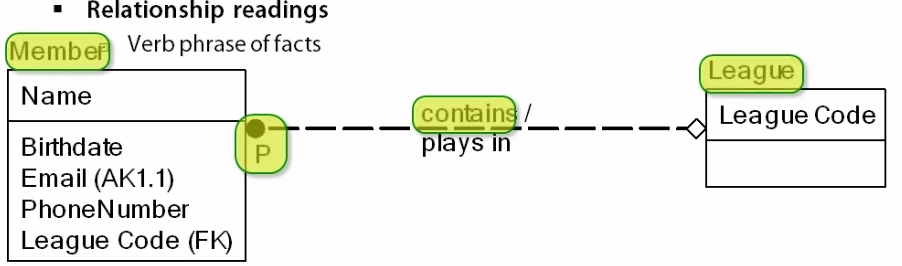 ▪ Relationship readings
Verb phrase of facts
Member
Name
Birthdate
Email (AK1.1)
PhoneNumber
League Code (FK)
P
contains /
plays in
League
League Code